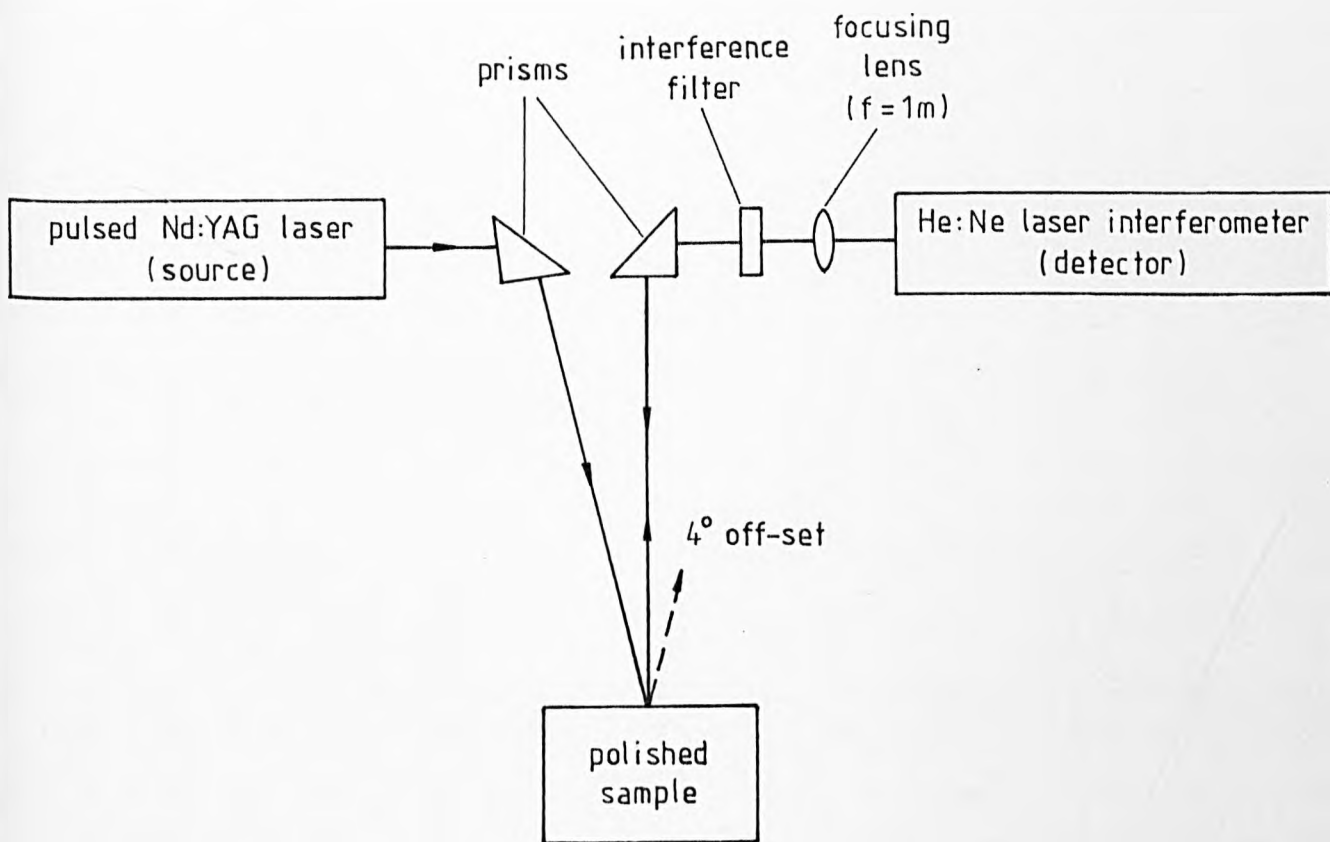 prisms
interference
filter
focusing
lens
(f = 1m)
pulsed Nd:YAG laser
(source)
He:Ne laser interferometer
(detector)
4° off-set
polished
sample